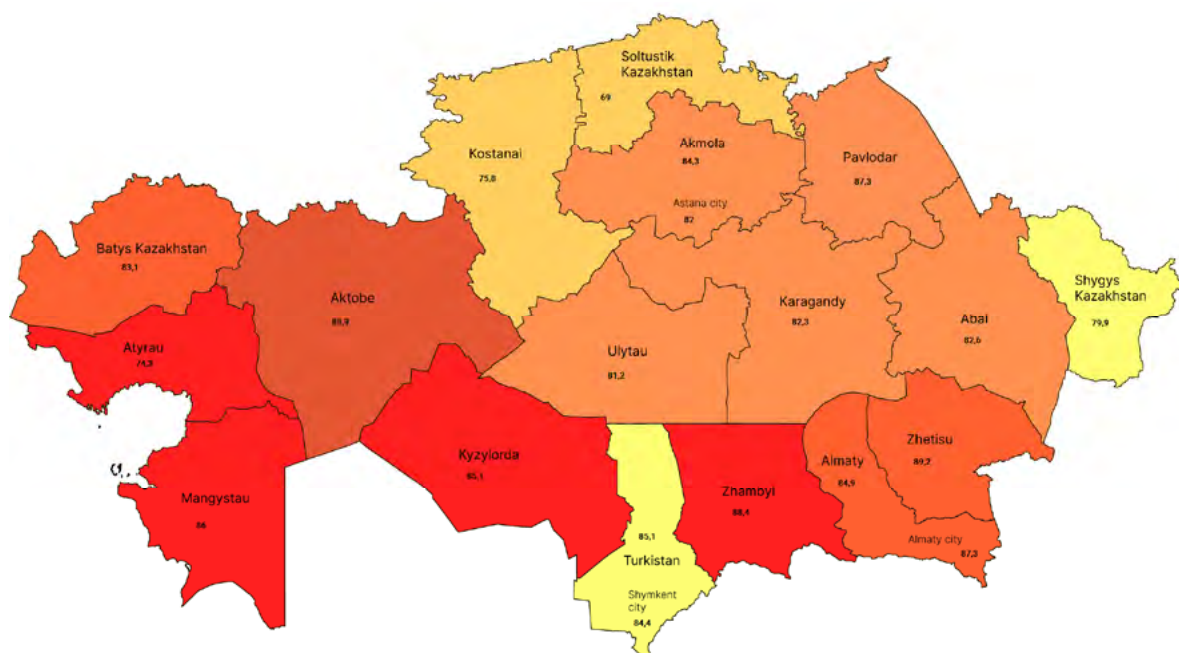 Soltustik
Kazakhstan
69
Kostanai
75,8
Akmola
84,3
Astana city
82
Pavlodar
87,3
Batys Kazakhstan
83,1
Aktobe
Atyrau
74,3
Ulytau
81,2
Karagandy
82,3
Abai
82,6
Shygys
Kazakhstan
79,9
Mangystau
86
Kyzylorda
85,1
Zhambyl
88,4
Almaty
84,9
Zhetisu
89,2
Almaty city
87,3
85,1
Turkistan
Shymkent
city
84,4